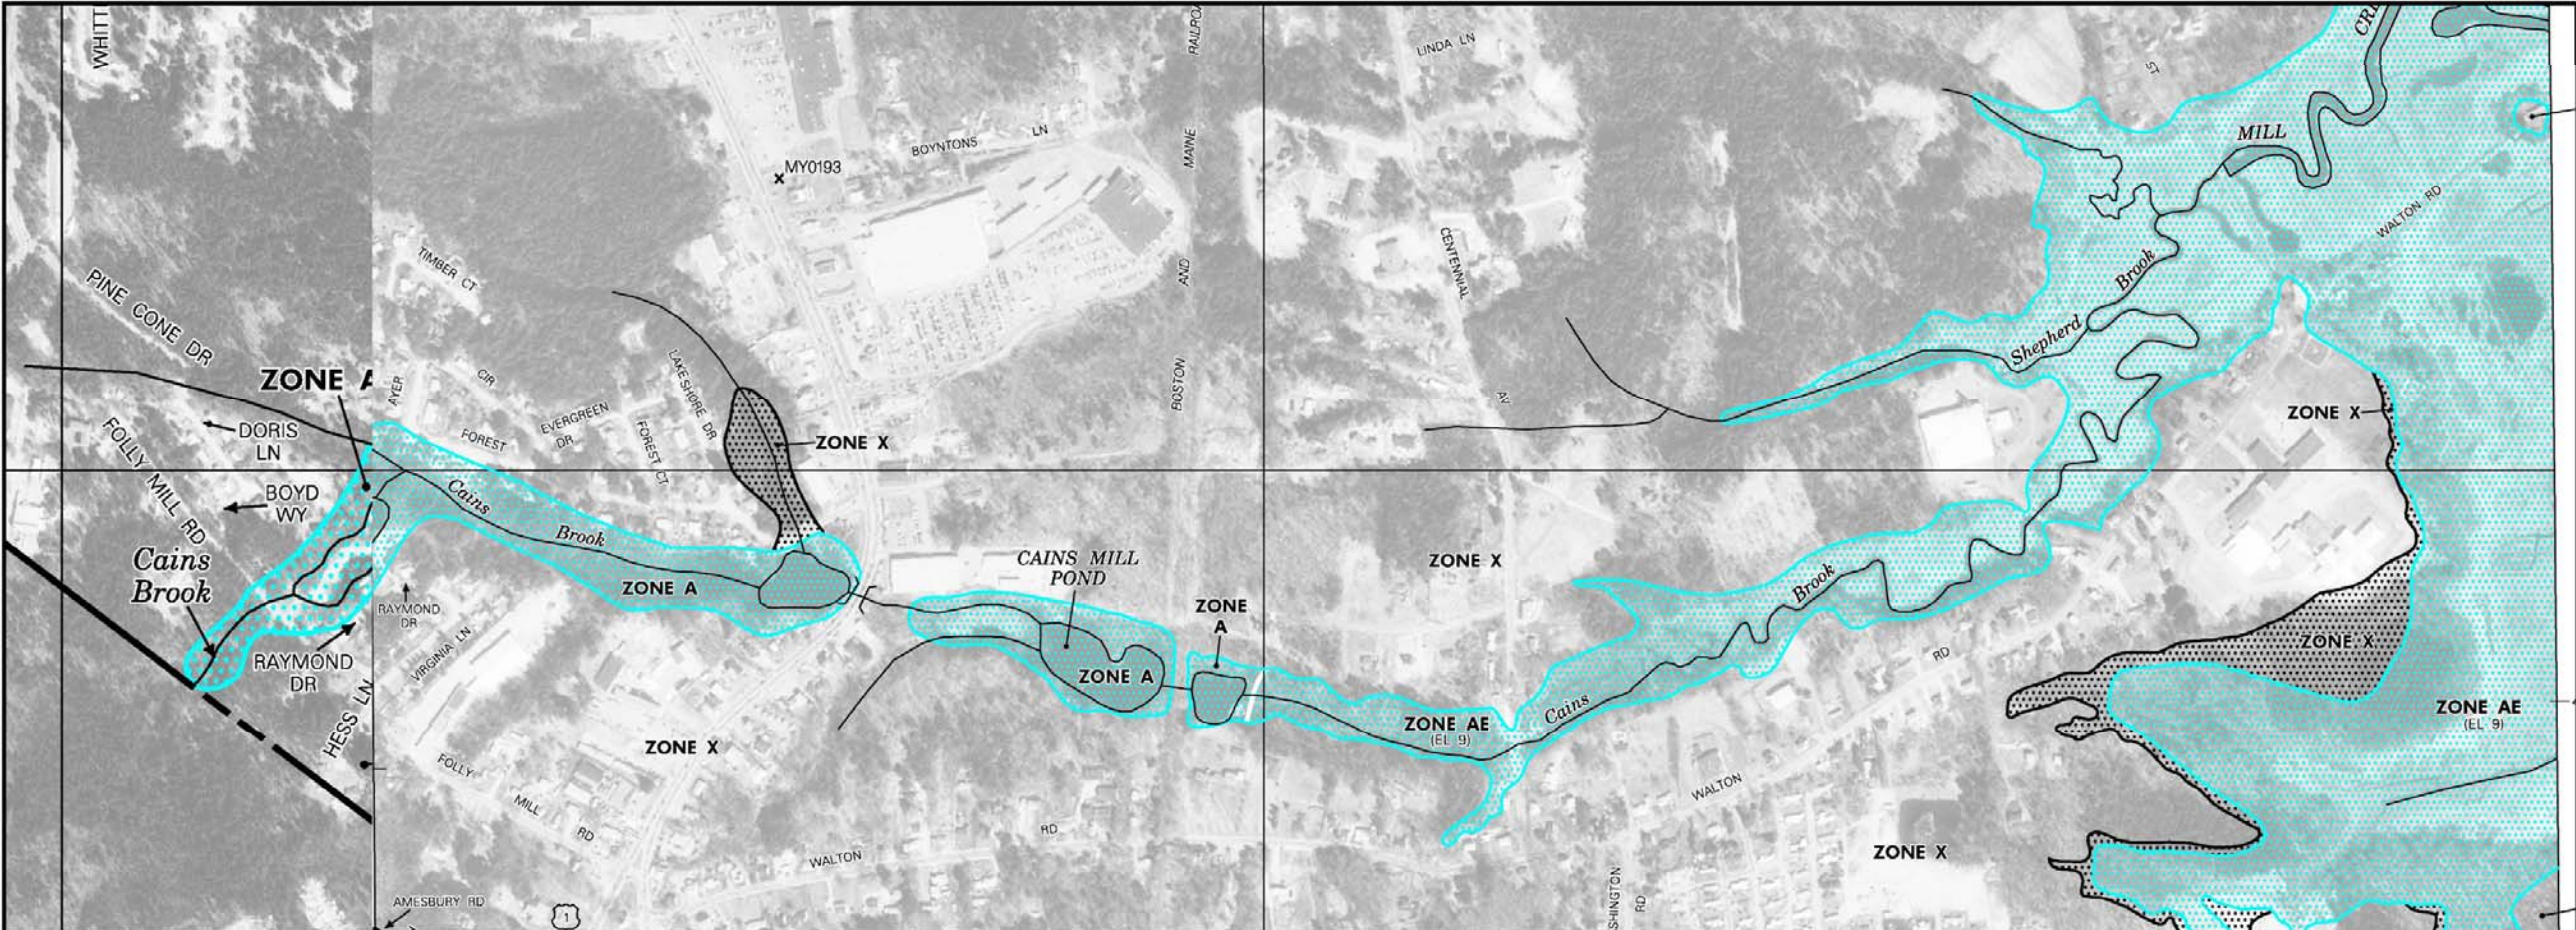 WHITT
RAILROA
MAINE
AND
BOSTON
LINDA LN
ST
CRE
MILL
BOYNTONS LN
MY0193
WALTON RD
TIMBER CT
CENTENNIAL
AV
Brook
Shepherd
PINE CONE DR
ZONE A
AYER
CIR
EVERGREEN
DR
FOREST
FOREST CT
LAKESHORE DR
ZONE X
ZONE X
DORIS
LN
FOLLY MILL RD
BOYD
WY
Cains
Brook
Cains
Brook
ZONE A
RAYMOND
DR
VIRGINIA LN
RAYMOND
DR
HESS LN
CAINS MILL
POND
ZONE A
ZONE
A
ZONE X
Brook
Cains
ZONE AE
(EL 9)
RD
WALTON
ZONE X
ZONE AE
(EL 9)
ZONE X
FOLLY
MILL
RD
WALTON
RD
ZONE X
AMESBURY RD
1
SHINGTON
RD